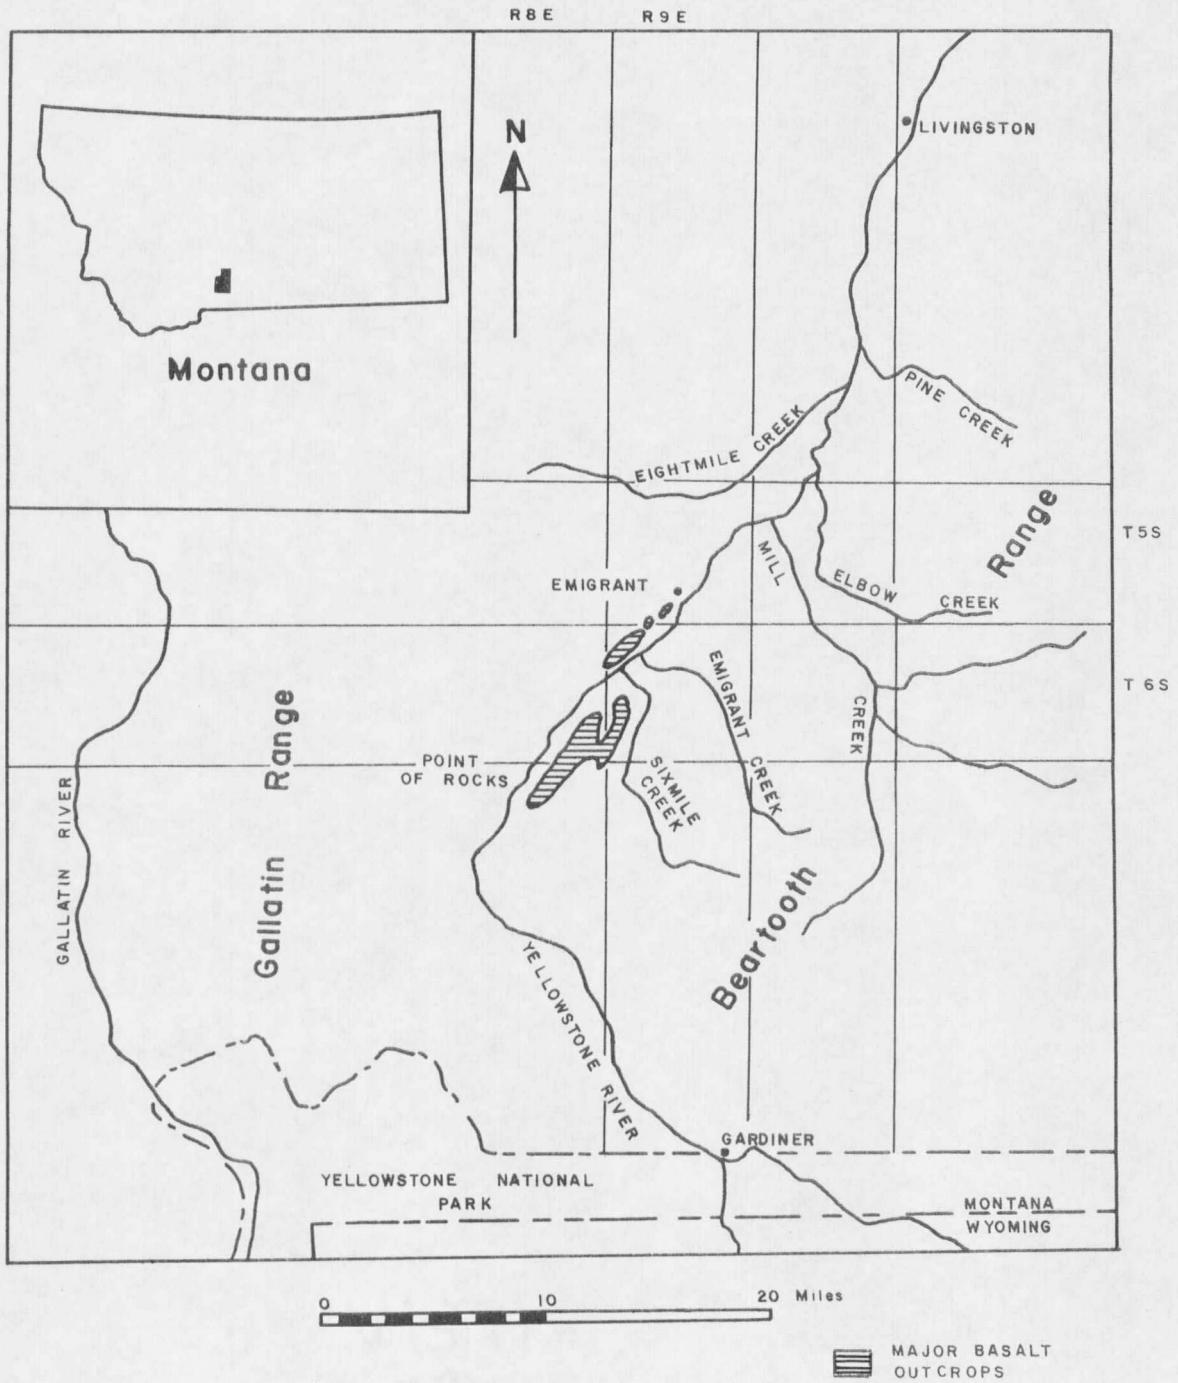 R8E R9E
LIVINGSTON
N
Montana
PINE CREEK
EIGHTMILE CREEK
Range
T5S
MILL
EMIGRANT
ELBOW CREEK
T6S
EMIGRANT CREEK
CREEK
Gallatin Range
POINT
OF ROCKS
SIXMILE
CREEK
GALLATIN RIVER
Beartooth
YELLOWSTONE RIVER
GARDINER
YELLOWSTONE NATIONAL
PARK
MONTANA
WYOMING
0 10 20 Miles
MAJOR BASALT
OUTCROPS